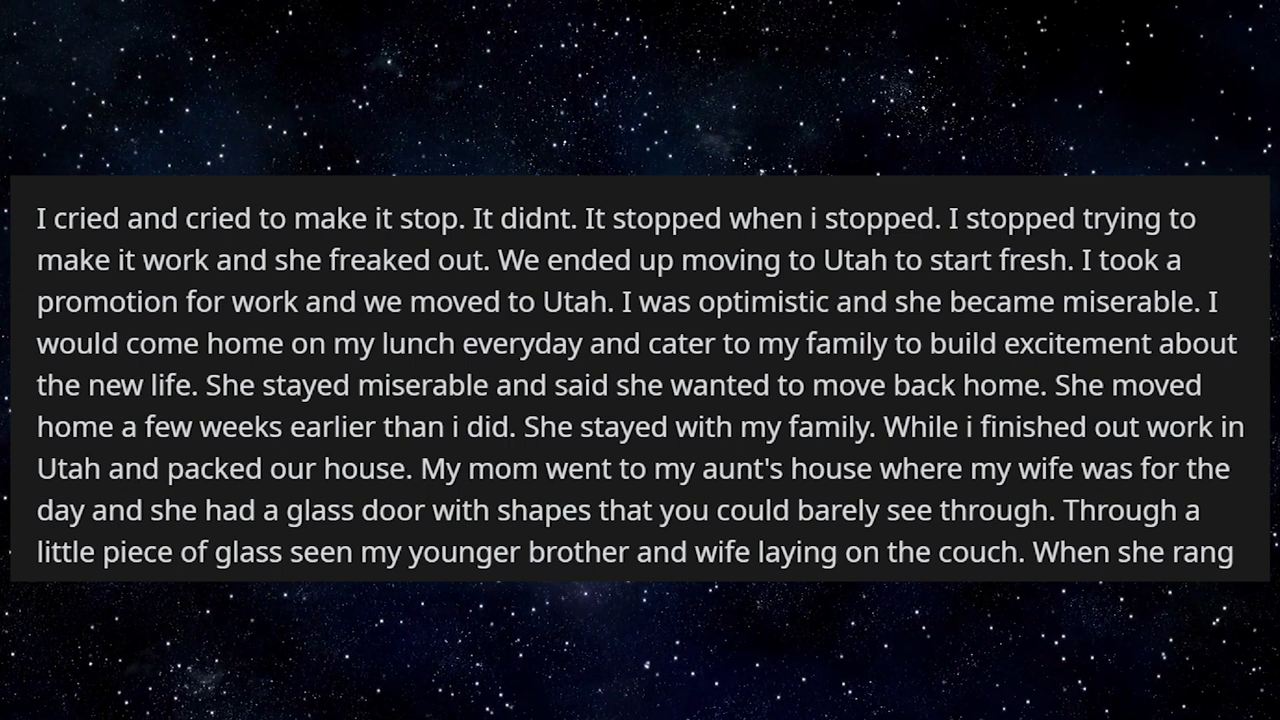 I cried and cried to make it stop. It didnt. It stopped when i stopped. I stopped trying to
make it work and she freaked out. We ended up moving to Utah to start fresh. I took a
promotion for work and we moved to Utah. I was optimistic and she became miserable. I
would come home on my lunch everyday and cater to my family to build excitement about
the new life. She stayed miserable and said she wanted to move back home. She moved
home a few weeks earlier than i did. She stayed with my family. While i finished out work in
Utah and packed our house. My mom went to my aunt's house where my wife was for the
day and she had a glass door with shapes that you could barely see through. Through a
little piece of glass seen my younger brother and wife laying on the couch. When she rang